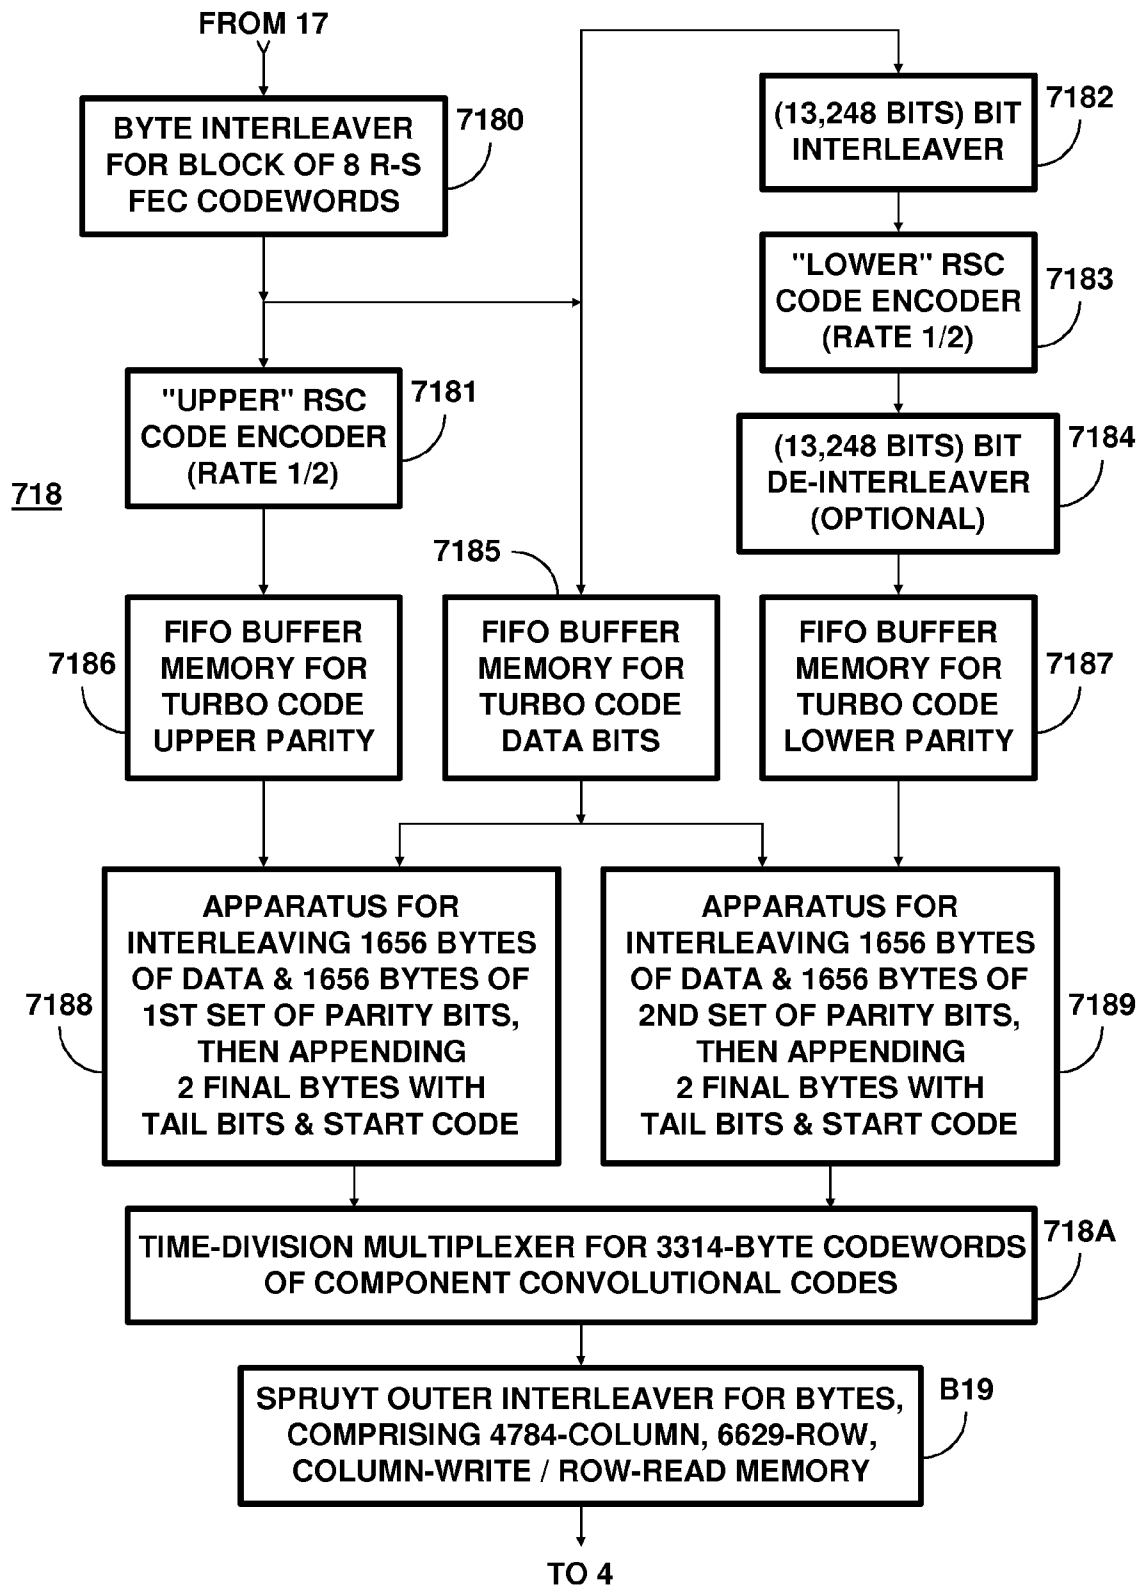 FROM 17
BYTE INTERLEAVER
FOR BLOCK OF 8 R-S
FEC CODEWORDS
7180
(13,248 BITS) BIT
INTERLEAVER
7182
"LOWER" RSC
CODE ENCODER
(RATE 1/2)
7183
"UPPER" RSC
CODE ENCODER
(RATE 1/2)
7181
(13,248 BITS) BIT
DE-INTERLEAVER
(OPTIONAL)
7184
718
7185
FIFO BUFFER
MEMORY FOR
TURBO CODE
UPPER PARITY
7186
FIFO BUFFER
MEMORY FOR
TURBO CODE
DATA BITS
FIFO BUFFER
MEMORY FOR
TURBO CODE
LOWER PARITY
7187
APPARATUS FOR
INTERLEAVING 1656 BYTES
OF DATA & 1656 BYTES OF
1ST SET OF PARITY BITS,
THEN APPENDING
2 FINAL BYTES WITH
TAIL BITS & START CODE
7188
APPARATUS FOR
INTERLEAVING 1656 BYTES
OF DATA & 1656 BYTES OF
2ND SET OF PARITY BITS,
THEN APPENDING
2 FINAL BYTES WITH
TAIL BITS & START CODE
7189
TIME-DIVISION MULTIPLEXER FOR 3314-BYTE CODEWORDS
OF COMPONENT CONVOLUTIONAL CODES
718A
SPRUYT OUTER INTERLEAVER FOR BYTES,
COMPRISING 4784-COLUMN, 6629-ROW,
COLUMN-WRITE / ROW-READ MEMORY
B19
TO 4